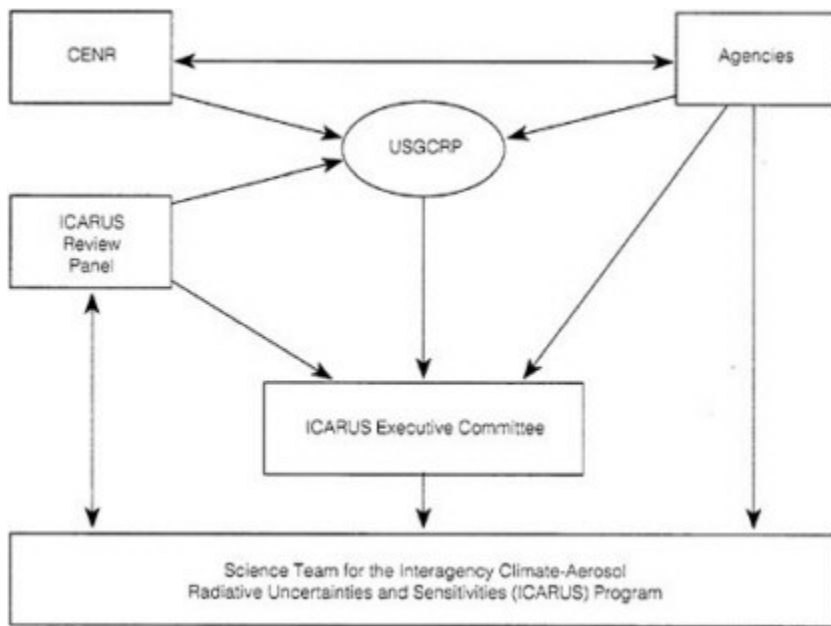 CENR
Agencies
USGCRP
ICARUS
Review
Panel
ICARUS Executive Committee
Science Team for the Interagency Climate-Aerosol
Radiative Uncertainties and Sensitivities (ICARUS) Program